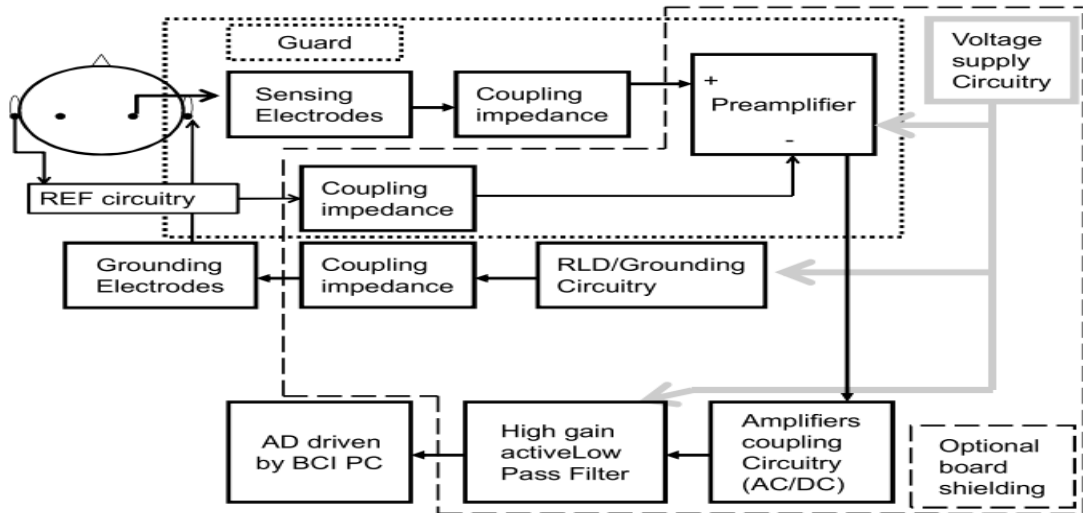 Guard
Voltage
supply
Circuitry
Sensing
Electrodes
Coupling
impedance
+
Preamplifier
-
REF circuitry
Coupling
impedance
Grounding
Electrodes
Coupling
impedance
RLD/Grounding
Circuitry
AD driven
by BCI PC
High gain
activeLow
Pass Filter
Amplifiers
coupling
Circuitry
(AC/DC)
Optional
board
shielding